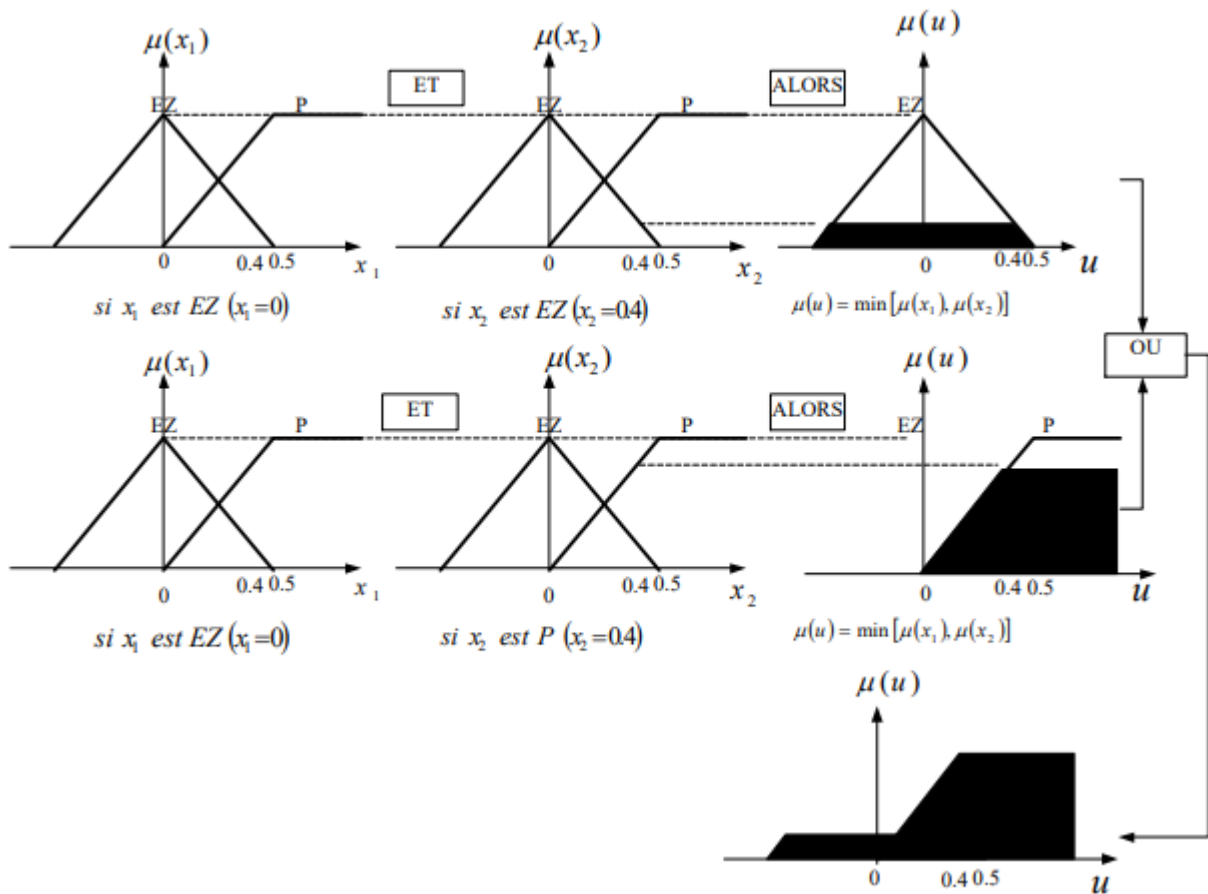 μ(x₁) μ(x₂) μ(u)
ET ALORS
EZ P EZ P EZ
0 0.4 0.5 x₁ 0 0.4 0.5 x₂ 0 0.4 0.5 u
si x₁ est EZ (x₁=0) si x₂ est EZ (x₂=0.4) μ(u) = min [μ(x₁), μ(x₂)]
OU
μ(x₁) μ(x₂) μ(u)
ET ALORS
EZ P EZ P EZ P
0 0.4 0.5 x₁ 0 0.4 0.5 x₂ 0 0.4 0.5 u
si x₁ est EZ (x₁=0) si x₂ est P (x₂=0.4) μ(u) = min [μ(x₁), μ(x₂)]
μ(u)
0 0.4 0.5 u